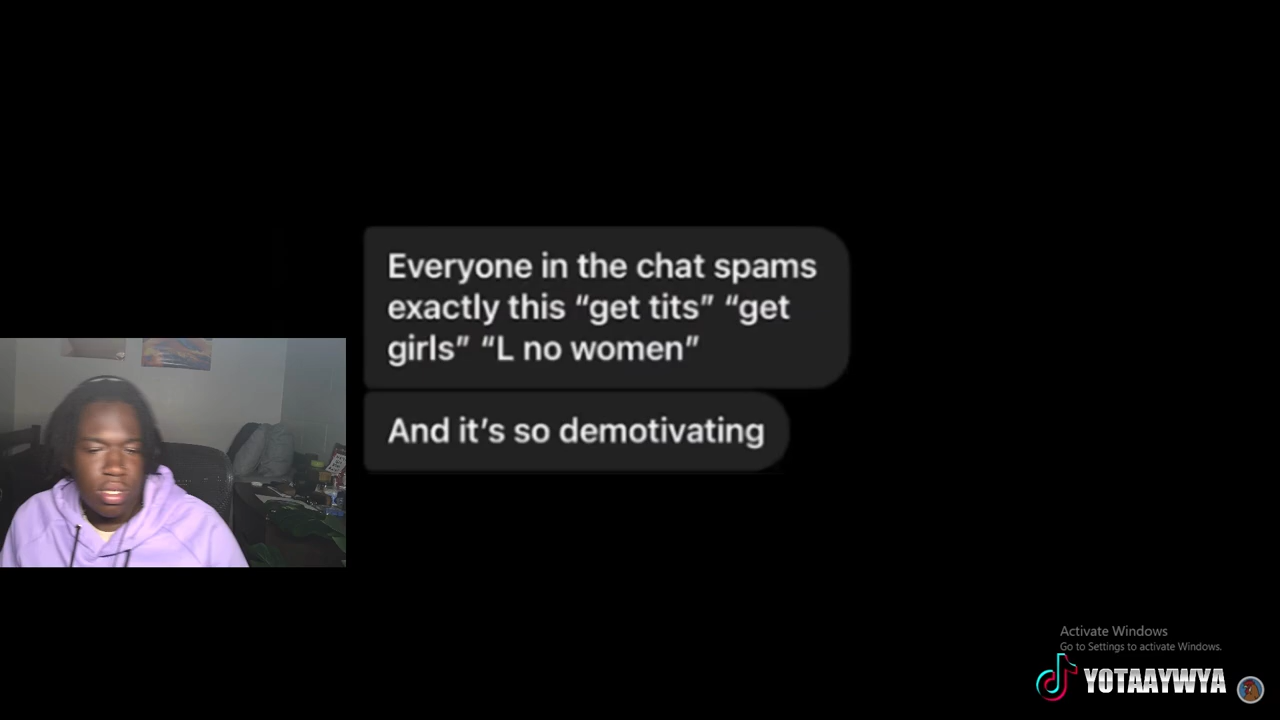 Everyone in the chat spams
exactly this “get tits” “get
girls” “L no women”
And it’s so demotivating
Activate Windows
Go to Settings to activate Windows.
YOTAAYWYA